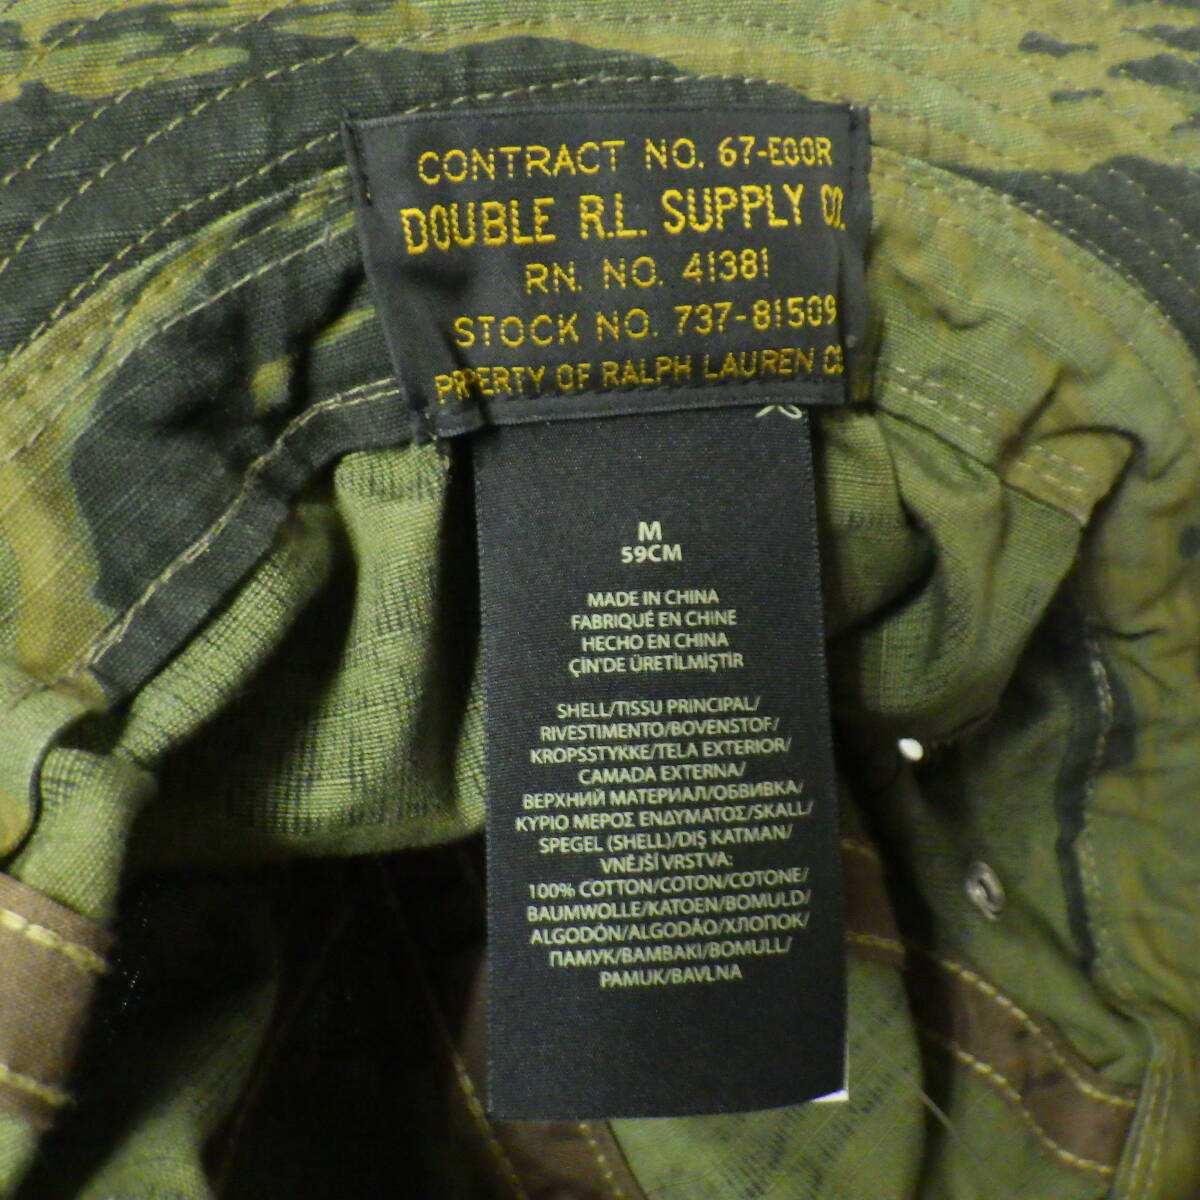 CONTRACT NO. 67-E00R
DOUBLE R.L. SUPPLY CO.
RN. NO. 41381
STOCK NO. 737-81509
PRPERTY OF RALPH LAUREN CO.
M
59CM
MADE IN CHINA
FABRIQUÉ EN CHINE
HECHO EN CHINA
ÇİN'DE ÜRETİLMİŞTİR
SHELL/TISSU PRINCIPAL/
RIVESTIMENTO/BOVENSTOF/
KROPSSTYKKE/TELA EXTERIOR/
CAMADA EXTERNA/
ВЕРХНИЙ МАТЕРИАЛ/ОБВИВКА/
ΚΥΡΙΟ ΜΕΡΟΣ ΕΝΔΥΜΑΤΟΣ/SKALL/
SPEGEL (SHELL)/DIŞ KATMAN/
VNĚJŠÍ VRSTVA:
100% COTTON/COTON/COTONE/
BAUMWOLLE/KATOEN/BOMULD/
ALGODÓN/ALGODÃO/ХЛОПОК/
ПАМУК/ΒΑΜΒΑΚΙ/BOMULL/
PAMUK/BAVLNA